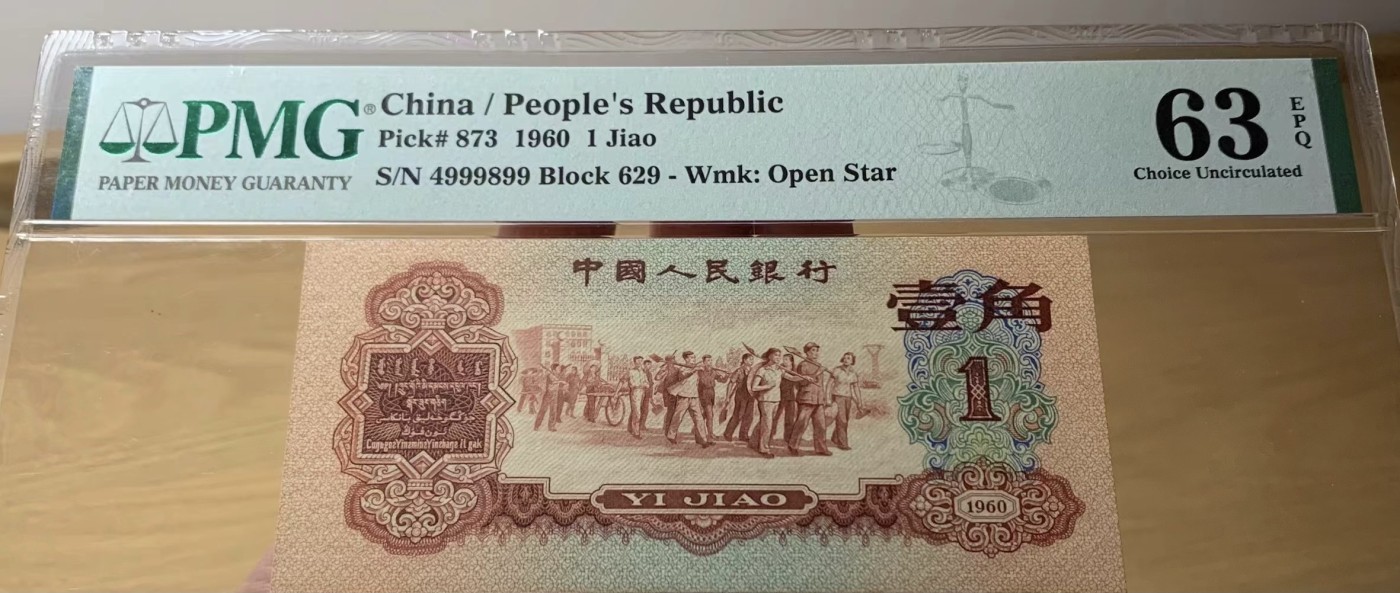 PMG®
PAPER MONEY GUARANTY
China / People's Republic
Pick# 873 1960 1 Jiao
S/N 4999899 Block 629 - Wmk: Open Star
63
EPQ
Choice Uncirculated
中國人民銀行
壹角
1
YI JIAO
1960